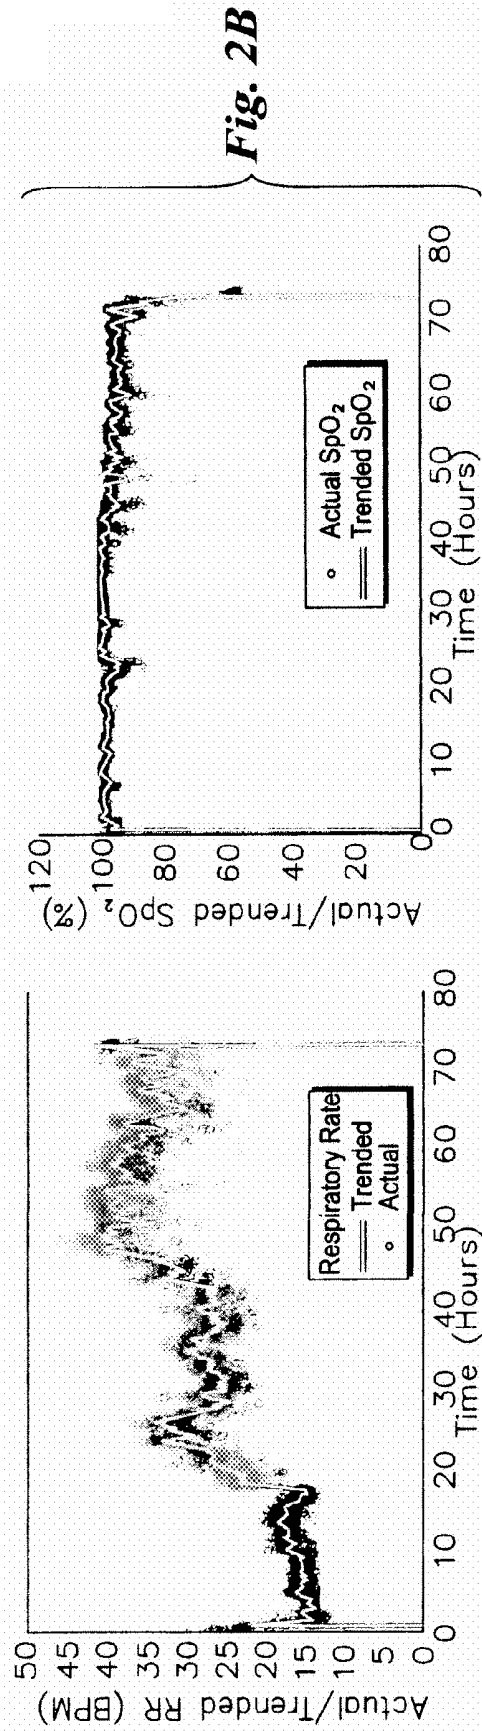 Actual/Trended RR (BPM)
50
45
40
35
30
25
20
15
10
5
0
0 10 20 30 40 50 60 70 80
Time (Hours)
Respiratory Rate
Trended
Actual
Actual/Trended SpO₂ (%)
120
100
80
60
40
20
0
0 10 20 30 40 50 60 70 80
Time (Hours)
Actual SpO₂
Trended SpO₂
Fig. 2B